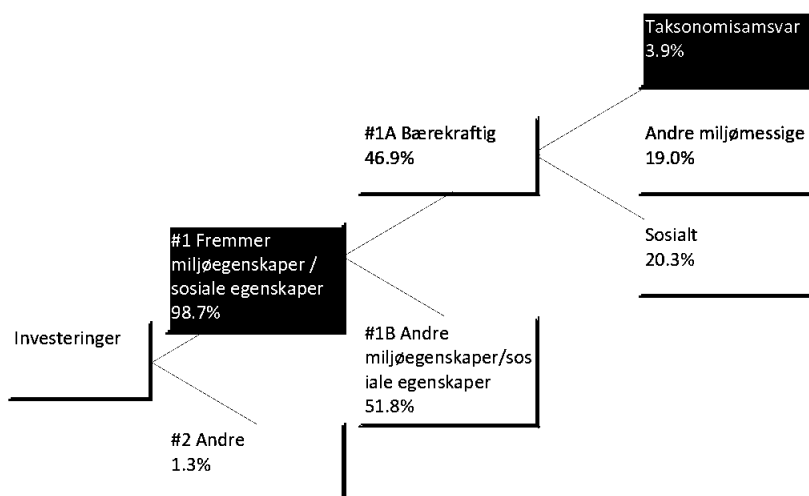 Taksonomisamsvar
3.9%
#1A Bærekraftig
46.9%
Andre miljømessige
19.0%
#1 Fremmer
miljøegenskaper /
sosiale egenskaper
98.7%
Sosialt
20.3%
Investeringer
#1B Andre
miljøegenskaper/sos
iale egenskaper
51.8%
#2 Andre
1.3%